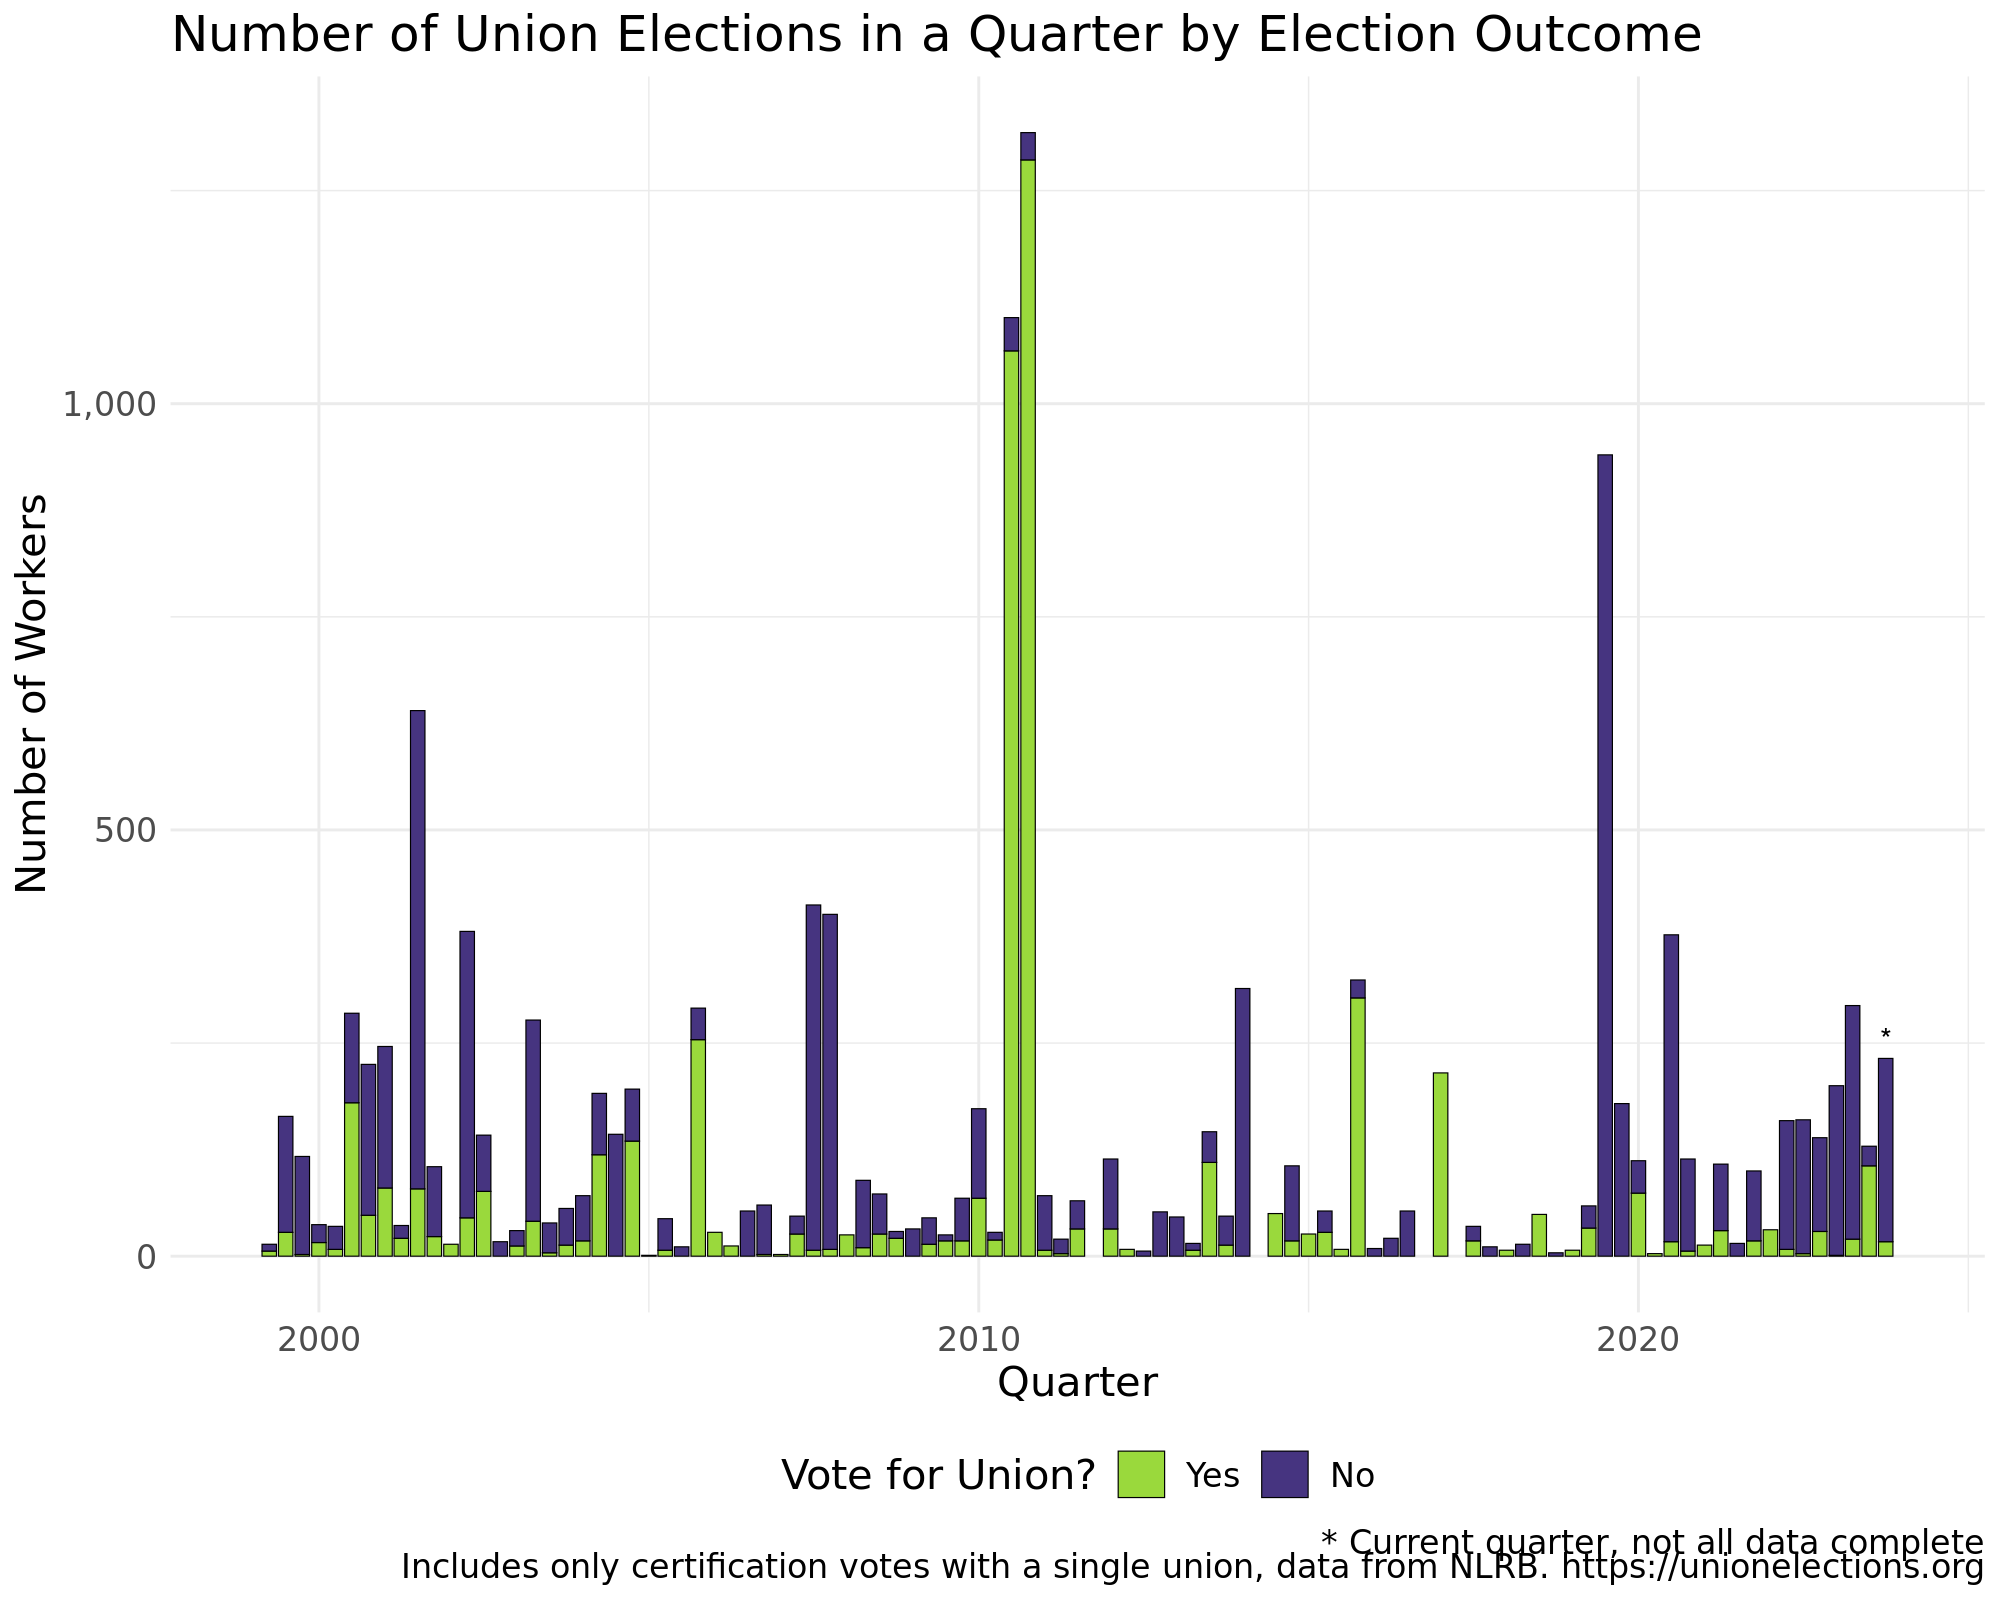 Number of Union Elections in a Quarter by Election Outcome
Number of Workers
1,000
500
0
*
2000 2010 2020
Quarter
Vote for Union? Yes No
* Current quarter, not all data complete
Includes only certification votes with a single union, data from NLRB. https://unionelections.org